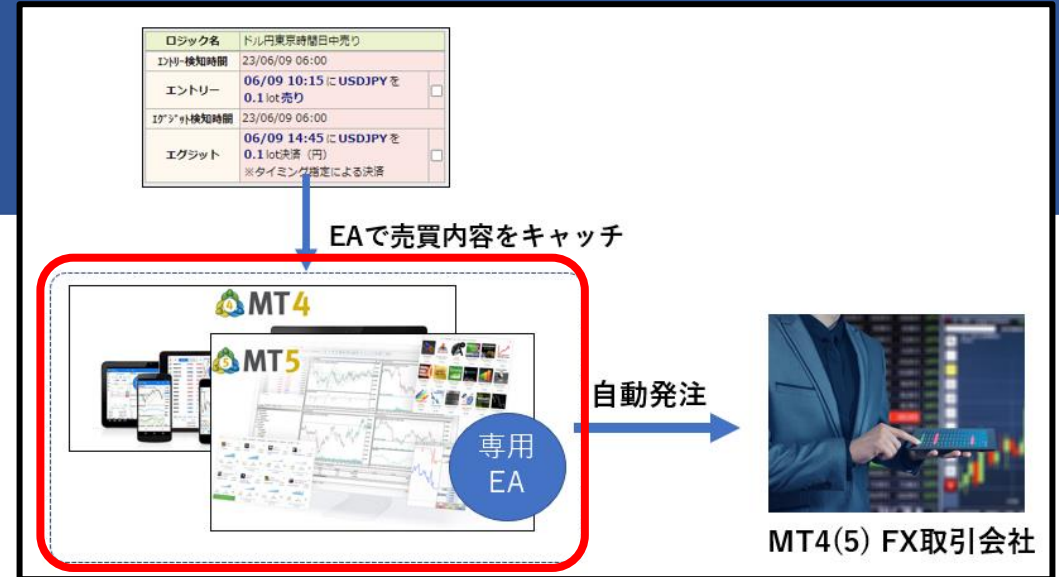 ロジック名 ドル円東京時間日中売り
ｴﾝﾄﾘｰ検知時間 23/06/09 06:00
エントリー 06/09 10:15 に USDJPY を
0.1 lot 売り
ｴｸﾞｼﾞｯﾄ検知時間 23/06/09 06:00
エグジット 06/09 14:45 に USDJPY を
0.1 lot決済（円）
※タイミング指定による決済
EAで売買内容をキャッチ
MT4
MT5
専用
EA
自動発注
MT4(5) FX取引会社